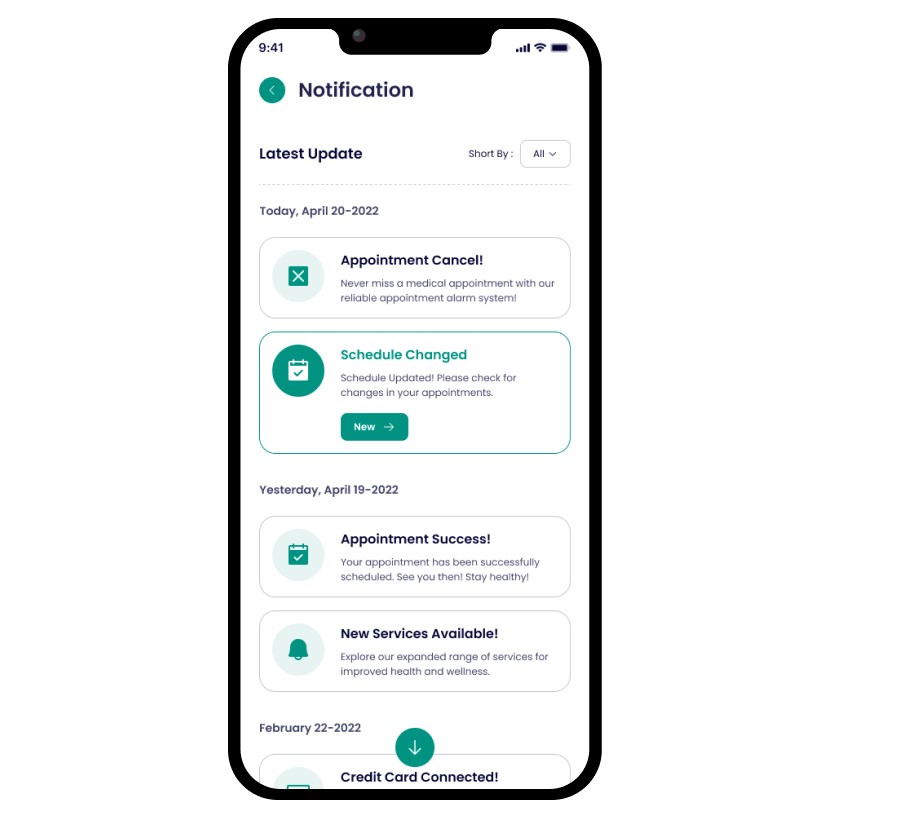 9:41
Notification
Latest Update
Short By :
All
Today, April 20-2022
Appointment Cancel!
Never miss a medical appointment with our
reliable appointment alarm system!
Schedule Changed
Schedule Updated! Please check for
changes in your appointments.
New
Yesterday, April 19-2022
Appointment Success!
Your appointment has been successfully
scheduled. See you then! Stay healthy!
New Services Available!
Explore our expanded range of services for
improved health and wellness.
February 22-2022
Credit Card Connected!